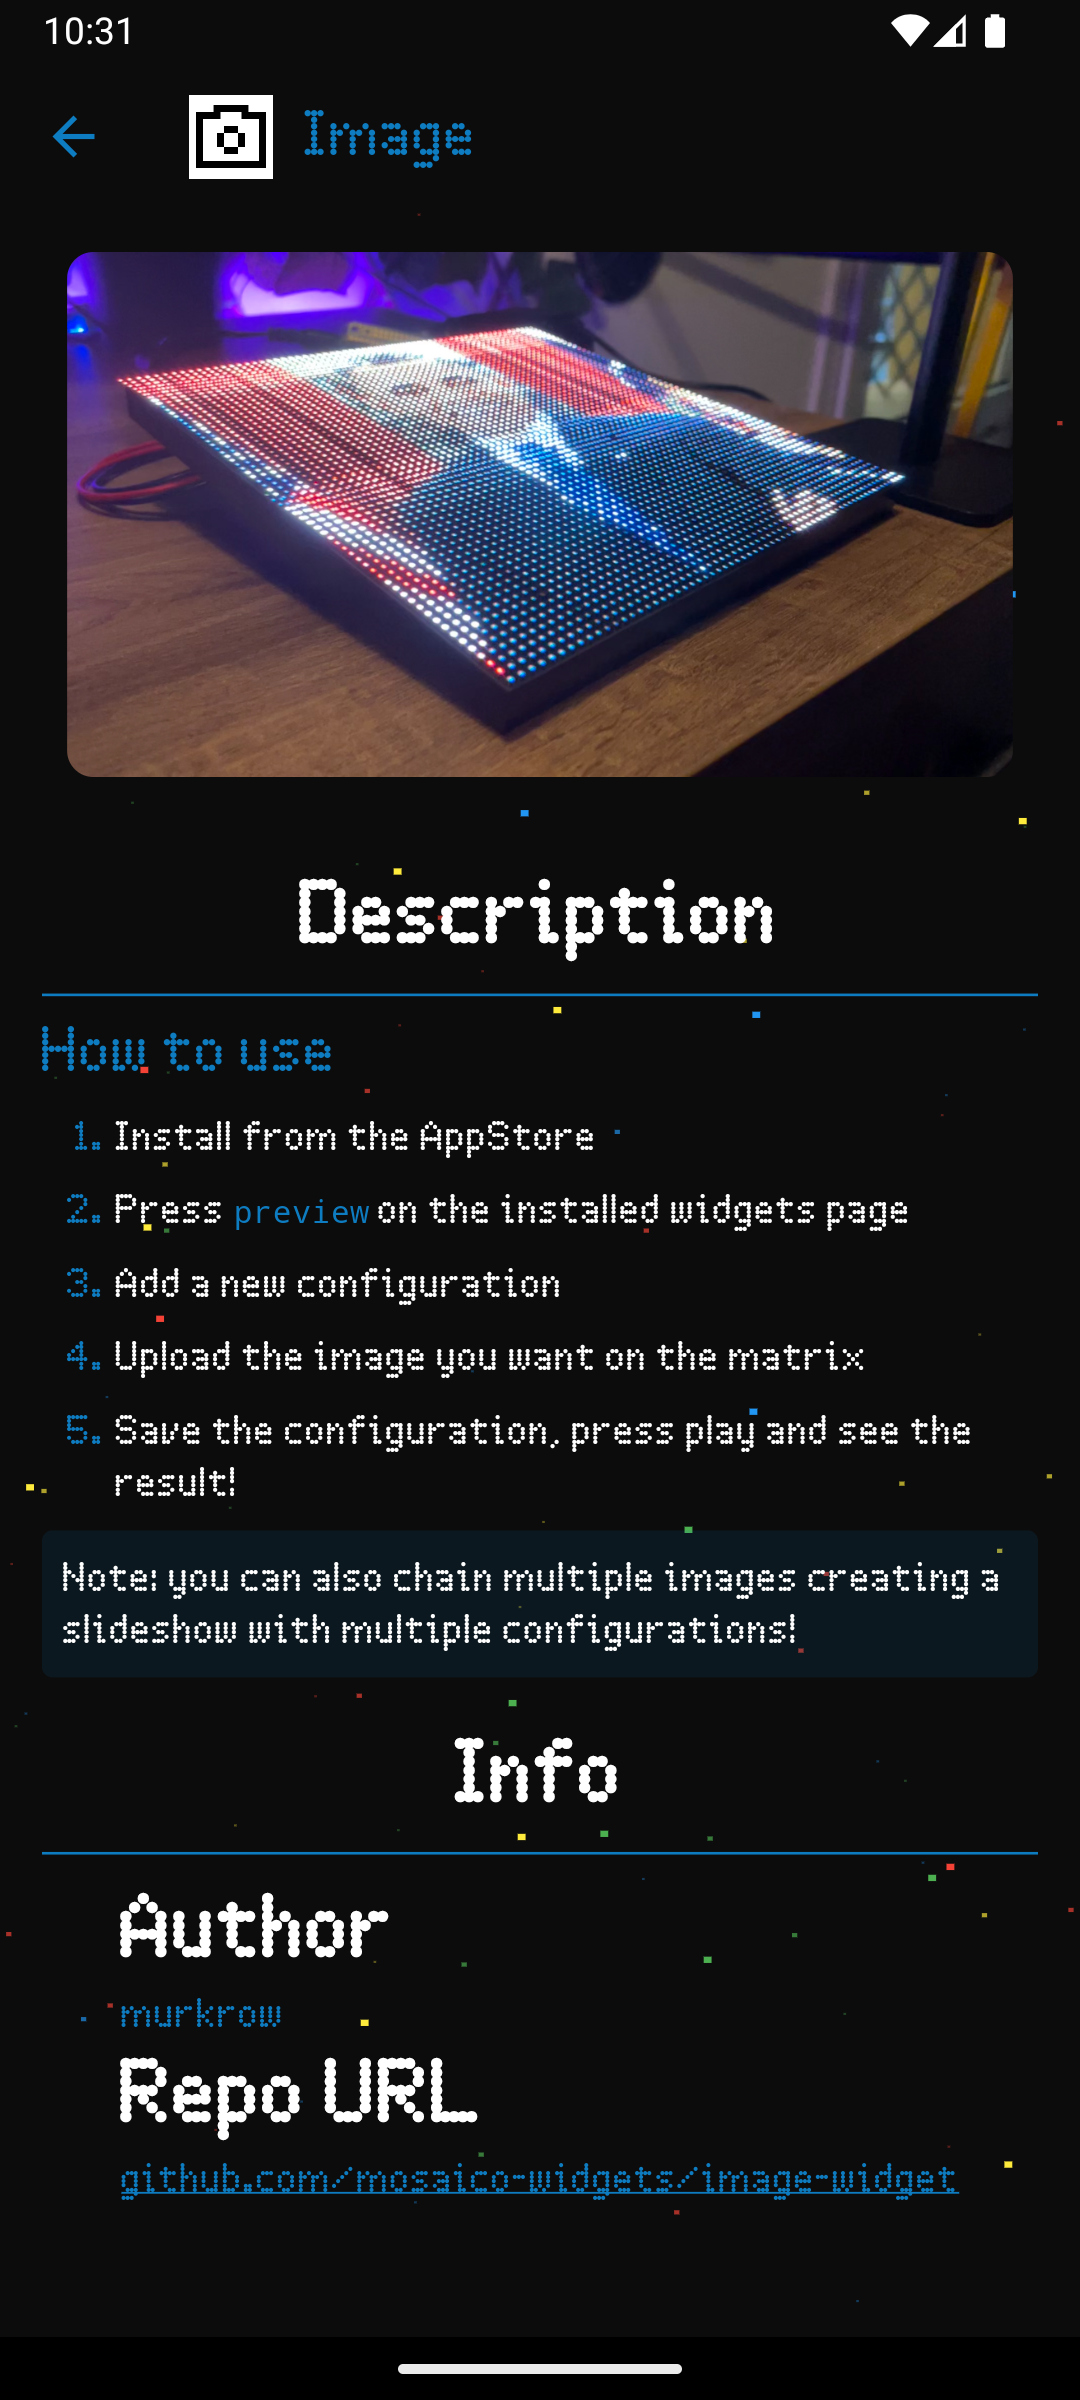 10:31
Image
Description
How to use
1. Install from the AppStore
2. Press preview on the installed widgets page
3. Add a new configuration
4. Upload the image you want on the matrix
5. Save the configuration, press play and see the
result!
Note: you can also chain multiple images creating a
slideshow with multiple configurations!
Info
Author
murkrow
Repo URL
github.com/mosaico-widgets/image-widget